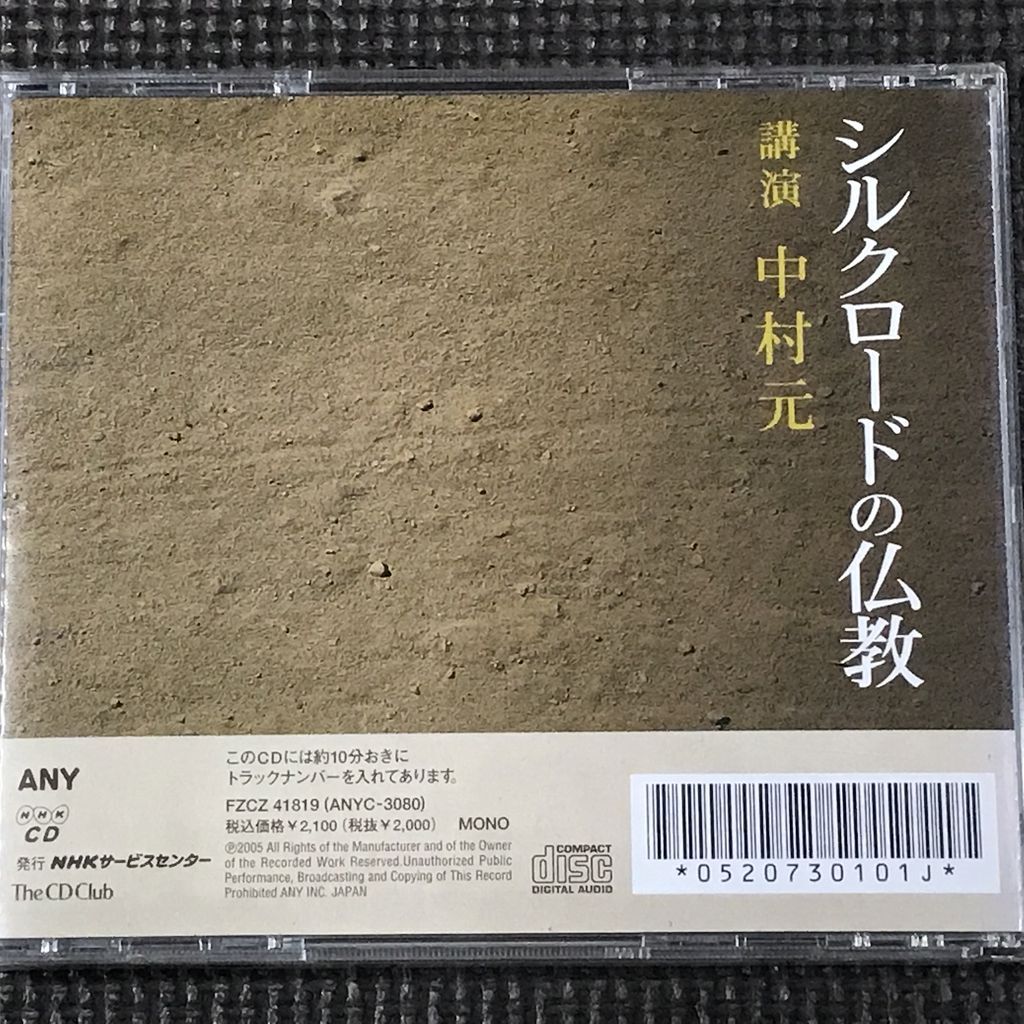 シルクロードの仏教
講演 中村元
ANY
NHK
CD
発行 NHKサービスセンター
The CD Club
このCDには約10分おきに
トラックナンバーを入れてあります。
FZCZ 41819 (ANYC-3080)
税込価格￥2,100(税抜￥2,000) MONO
Ⓟ2005 All Rights of the Manufacturer and of the Owner
of the Recorded Work Reserved.Unauthorized Public
Performance, Broadcasting and Copying of This Record
Prohibited ANY INC. JAPAN
COMPACT
disc
DIGITAL AUDIO
*0520730101J*